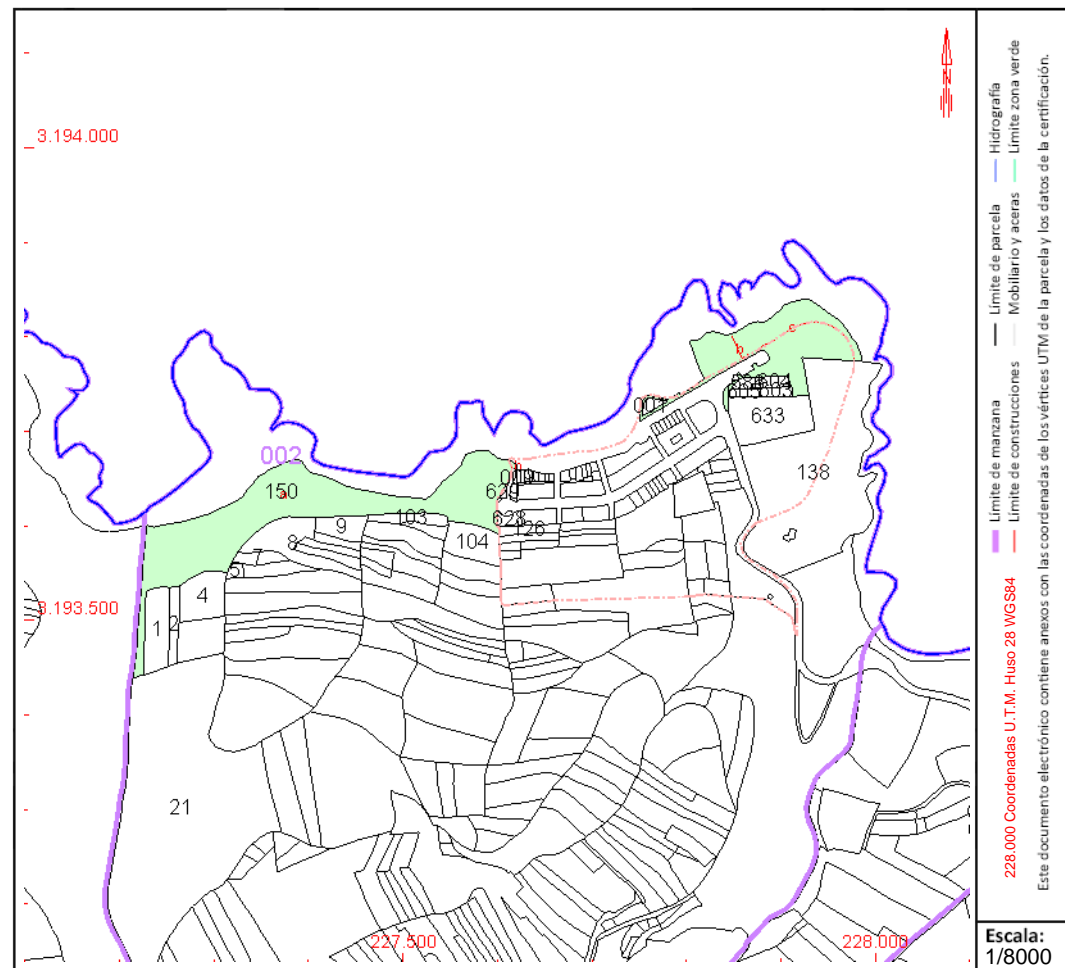 N
3.194.000
002
150
a
9
103
8
7
5
4
1
2
104
b
c
633
138
629
628
126
3.193.500
21
227.500
228.000
Límite de manzana
Límite de parcela
Hidrografía
Límite de construcciones
Mobiliario y aceras
Límite zona verde
228.000 Coordenadas U.T.M. Huso 28 WGS84
Este documento electrónico contiene anexos con las coordenadas de los vértices UTM de la parcela y los datos de la certificación.
Escala:
1/8000